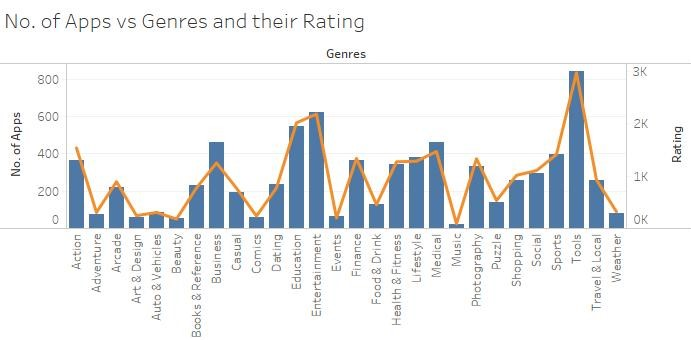 No. of Apps vs Genres and their Rating
Genres
No. of Apps
800
600
400
200
0
3K
2K
1K
0K
Rating
Action
Adventure
Arcade
Art & Design
Auto & Vehicles
Beauty
Books & Reference
Business
Casual
Comics
Dating
Education
Entertainment
Events
Finance
Food & Drink
Health & Fitness
Lifestyle
Medical
Music
Photography
Puzzle
Shopping
Social
Sports
Tools
Travel & Local
Weather